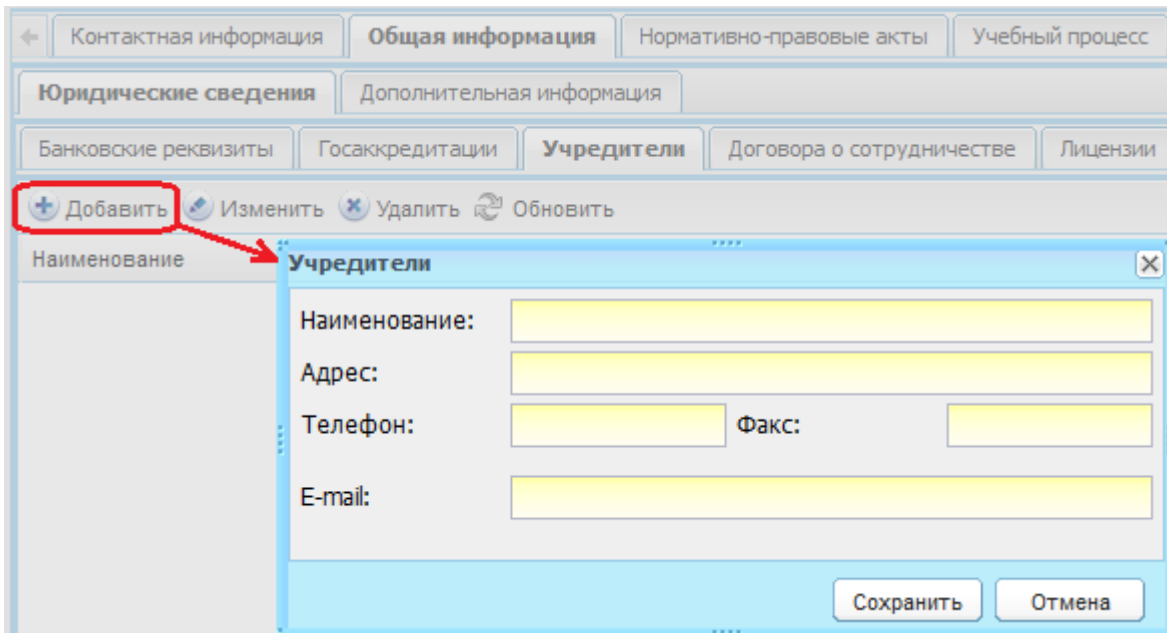 Контактная информация Общая информация Нормативно-правовые акты Учебный процесс
Юридические сведения Дополнительная информация
Банковские реквизиты Госаккредитации Учредители Договора о сотрудничестве Лицензии
Добавить Изменить Удалить Обновить
Наименование
Учредители
Наименование:
Адрес:
Телефон: Факс:
E-mail:
Сохранить Отмена